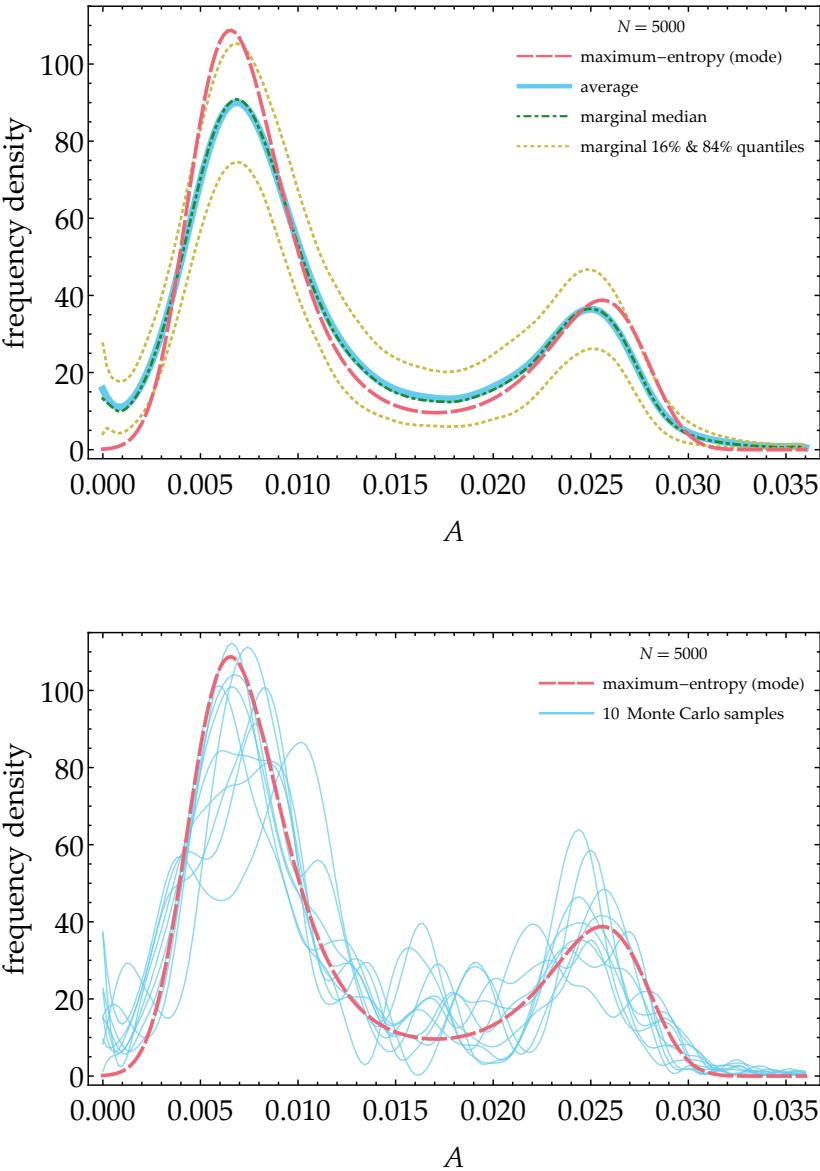 N = 5000
maximum–entropy (mode)
average
marginal median
marginal 16% & 84% quantiles
frequency density
100
80
60
40
20
0
0.000 0.005 0.010 0.015 0.020 0.025 0.030 0.035
A
N = 5000
maximum–entropy (mode)
10 Monte Carlo samples
frequency density
100
80
60
40
20
0
0.000 0.005 0.010 0.015 0.020 0.025 0.030 0.035
A